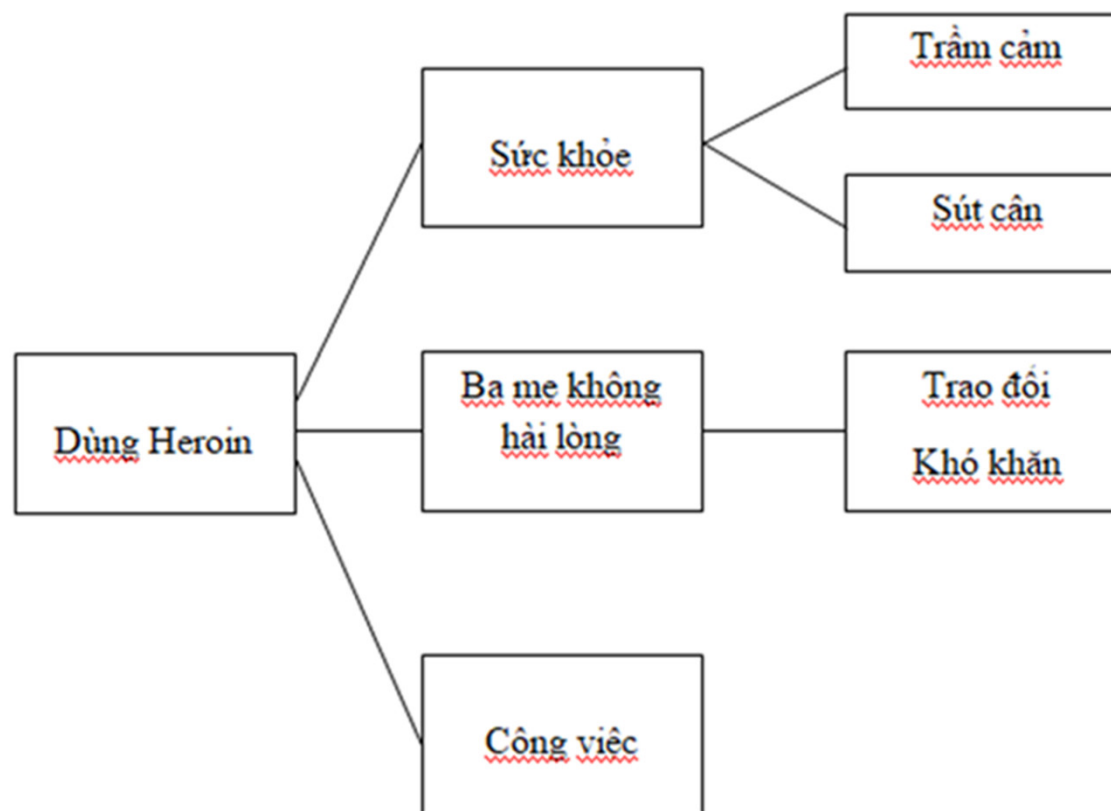 Trầm cảm
Sức khỏe
Sút cân
Dùng Heroin
Ba mẹ không
hài lòng
Trao đổi
Khó khăn
Công việc